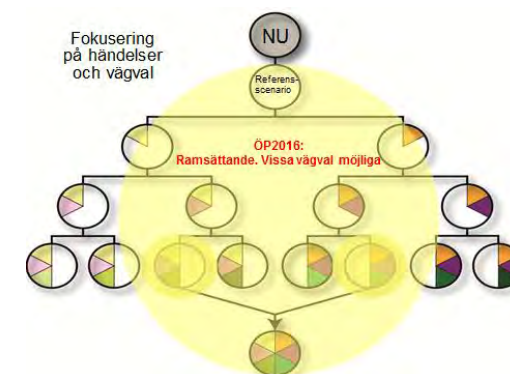 Fokusering
på händelser
och vägval
NU
Referens-
scenario
ÖP2016:
Ramsättande. Vissa vägval möjliga